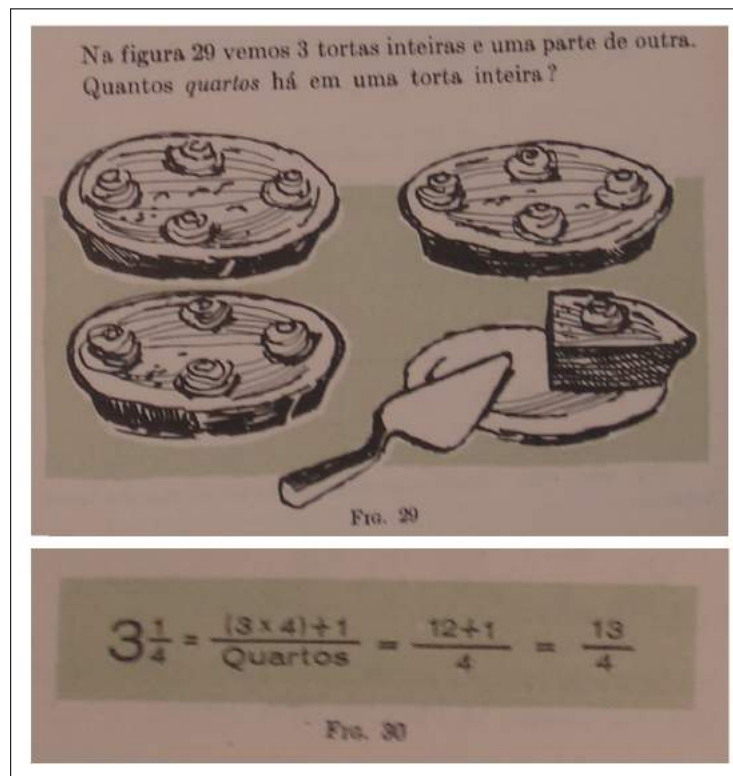 Na figura 29 vemos 3 tortas inteiras e uma parte de outra.
Quantos quartos há em uma torta inteira?
FIG. 29
3 1/4 = (3 x 4)+1 / Quartos = 12+1 / 4 = 13 / 4
FIG. 30